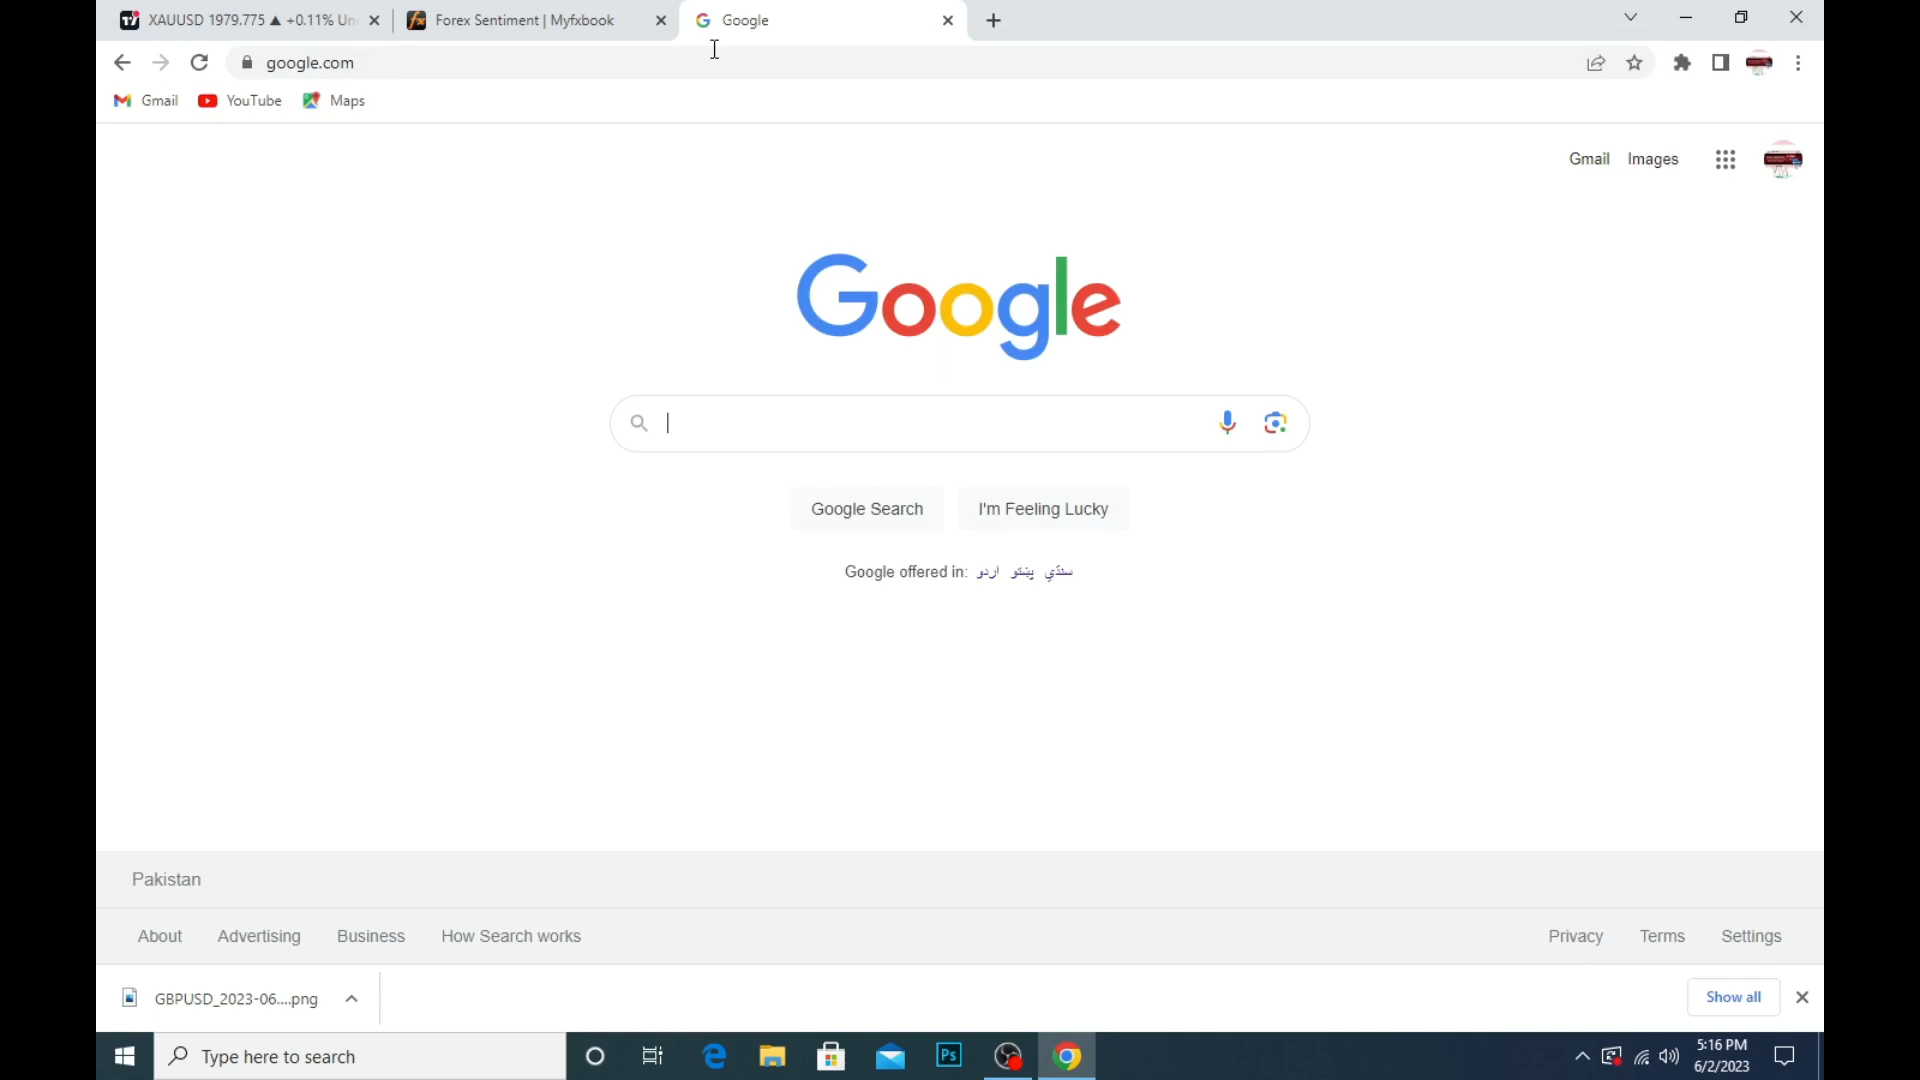 XAUUSD 1979.775 ▲ +0.11% Un
Forex Sentiment | Myfxbook
Google
google.com
Gmail
YouTube
Maps
Gmail Images
Google
Google Search
I'm Feeling Lucky
Google offered in: اردو پښتو سنڌي
Pakistan
About Advertising Business How Search works
Privacy Terms Settings
GBPUSD_2023-06....png
Show all
Type here to search
Ps
5:16 PM
6/2/2023